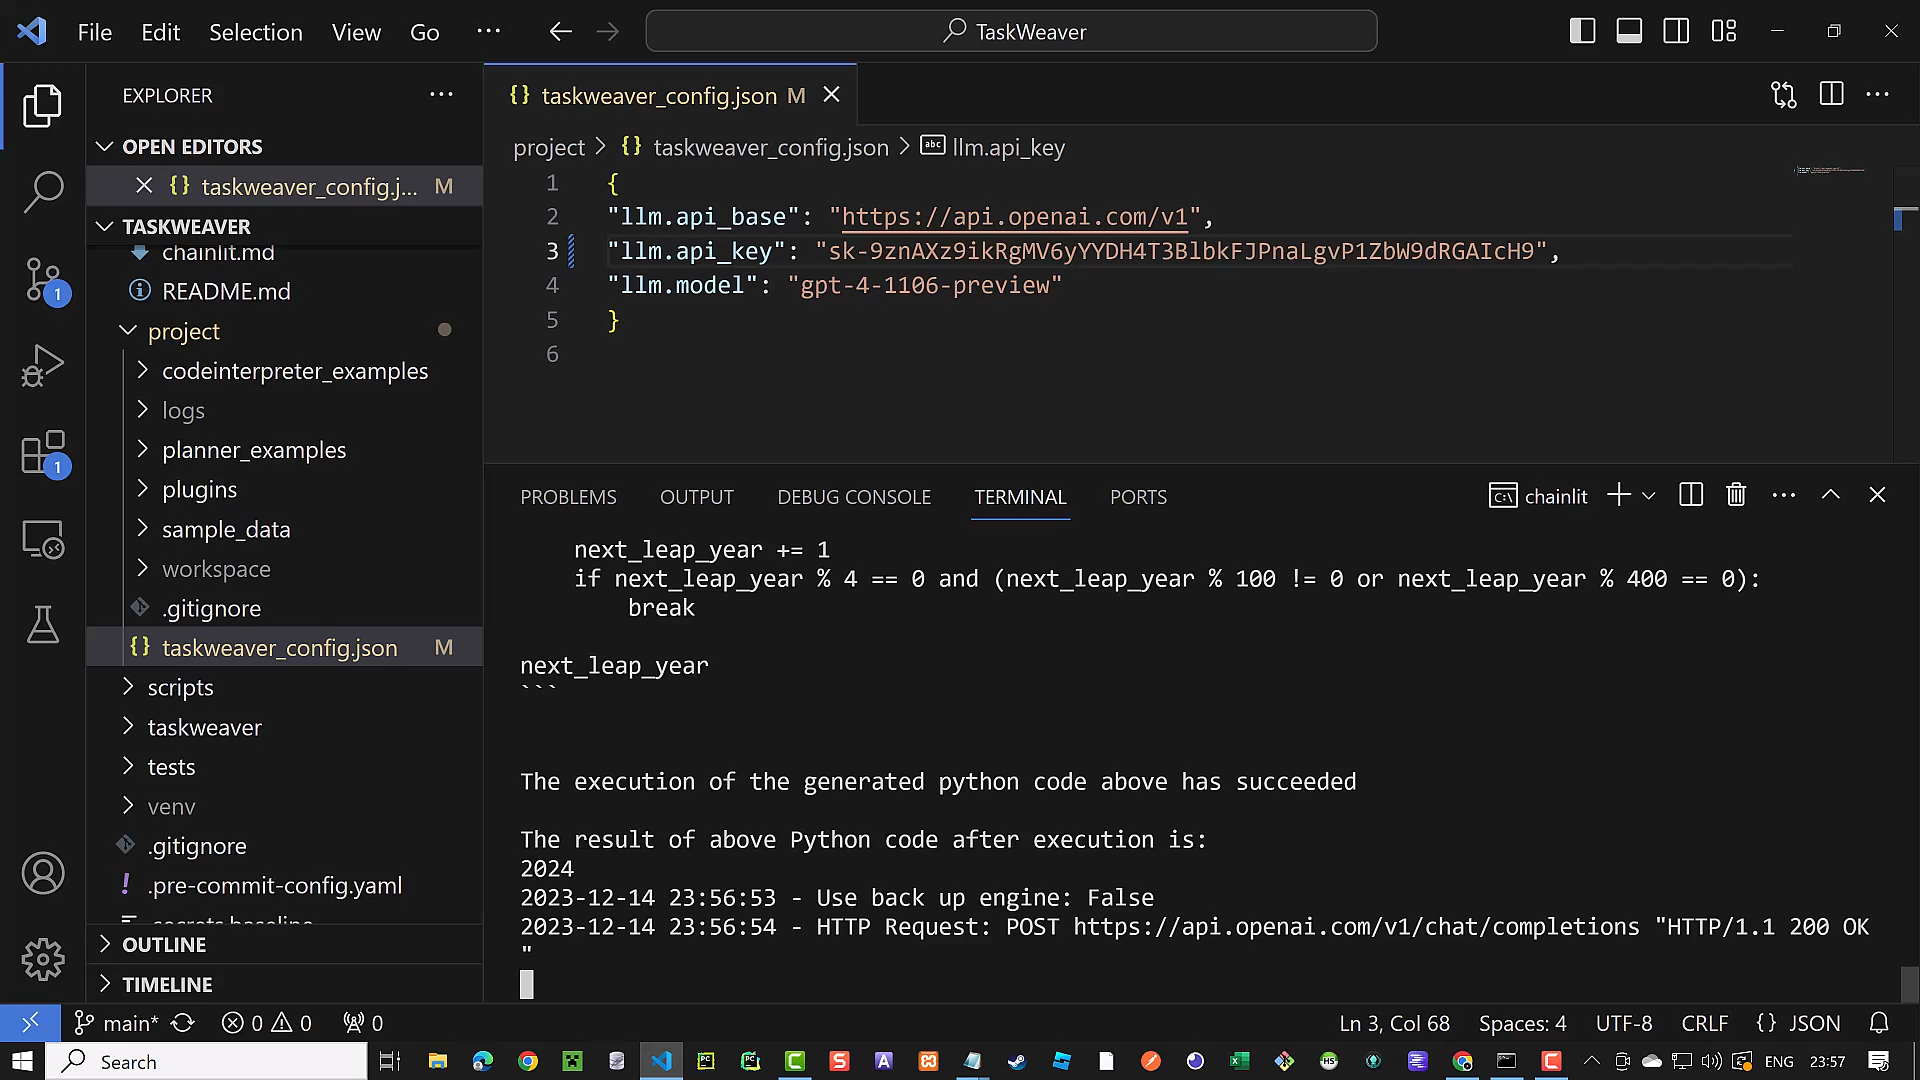 File Edit Selection View Go ··· TaskWeaver
EXPLORER ···
OPEN EDITORS
taskweaver_config.j... M
TASKWEAVER
chainlit.md
README.md
project
codeinterpreter_examples
logs
planner_examples
plugins
sample_data
workspace
.gitignore
taskweaver_config.json M
scripts
taskweaver
tests
venv
.gitignore
.pre-commit-config.yaml
OUTLINE
TIMELINE
1
1
{} taskweaver_config.json M
project > {} taskweaver_config.json > abc llm.api_key
1 {
2 "llm.api_base": "https://api.openai.com/v1",
3 "llm.api_key": "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",
4 "llm.model": "gpt-4-1106-preview"
5 }
6
PROBLEMS OUTPUT DEBUG CONSOLE TERMINAL PORTS chainlit
next_leap_year += 1
if next_leap_year % 4 == 0 and (next_leap_year % 100 != 0 or next_leap_year % 400 == 0):
break
next_leap_year
```
The execution of the generated python code above has succeeded
The result of above Python code after execution is:
2024
2023-12-14 23:56:53 - Use back up engine: False
2023-12-14 23:56:54 - HTTP Request: POST https://api.openai.com/v1/chat/completions "HTTP/1.1 200 OK
"
main* 0 0 0 Ln 3, Col 68 Spaces: 4 UTF-8 CRLF {} JSON
Search ENG 23:57